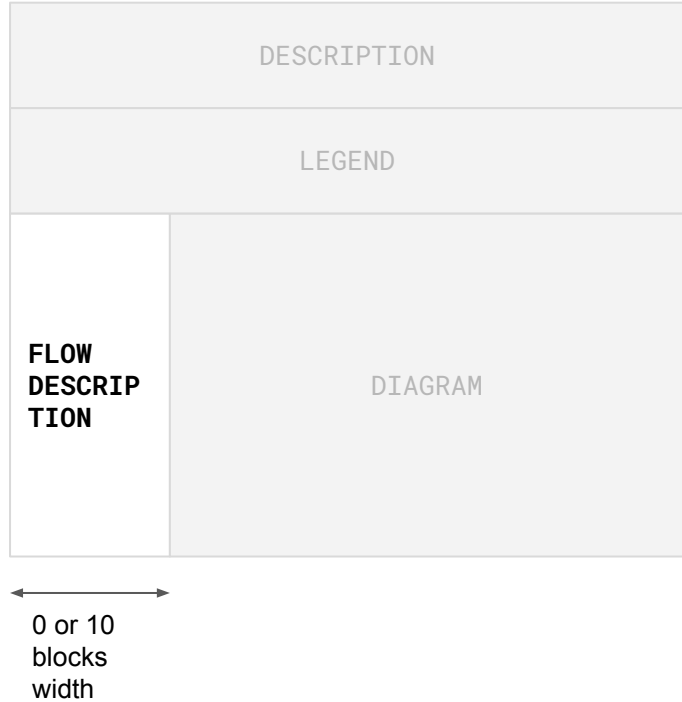 DESCRIPTION
LEGEND
FLOW
DESCRIP
TION
DIAGRAM
0 or 10
blocks
width